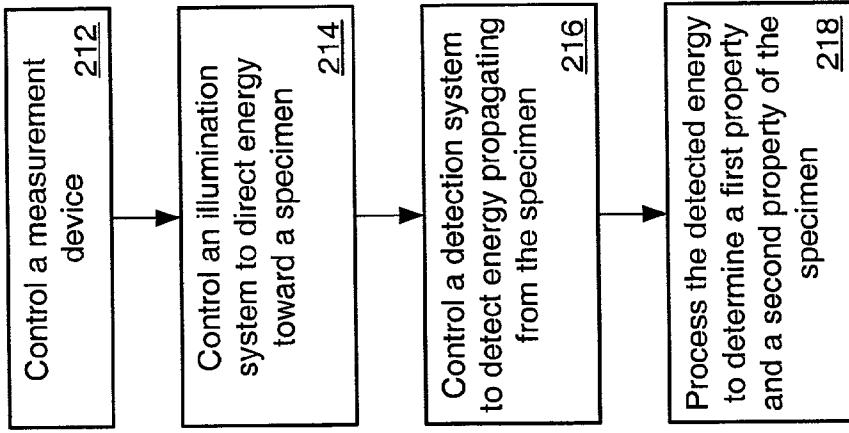 Control a measurement
device
212
Control an illumination
system to direct energy
toward a specimen
214
Control a detection system
to detect energy propagating
from the specimen
216
Process the detected energy
to determine a first property
and a second property of the
specimen
218